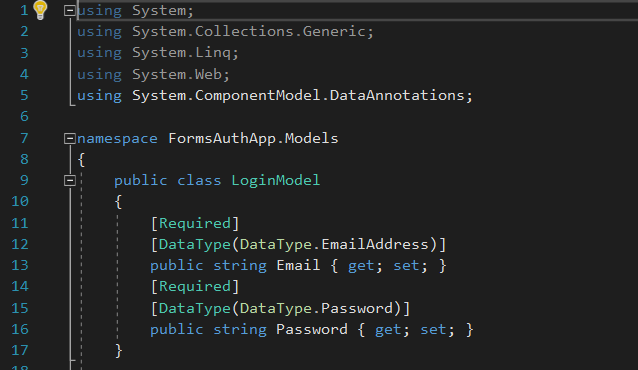 1 using System;
2 using System.Collections.Generic;
3 using System.Linq;
4 using System.Web;
5 using System.ComponentModel.DataAnnotations;
6
7 namespace FormsAuthApp.Models
8 {
9 public class LoginModel
10 {
11 [Required]
12 [DataType(DataType.EmailAddress)]
13 public string Email { get; set; }
14 [Required]
15 [DataType(DataType.Password)]
16 public string Password { get; set; }
17 }